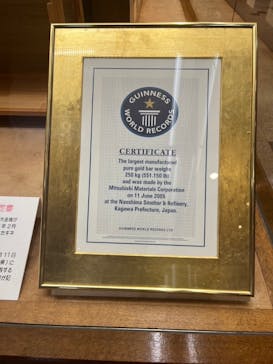 GUINNESS
WORLD RECORDS
CERTIFICATE
The largest manufactured
pure gold bar weighs
250 kg (551.150 lb)
and was made by the
Mitsubishi Materials Corporation
on 11 June 2005
at the Naoshima Smelter & Refinery,
Kagawa Prefecture, Japan.
GUINNESS WORLD RECORDS LTD